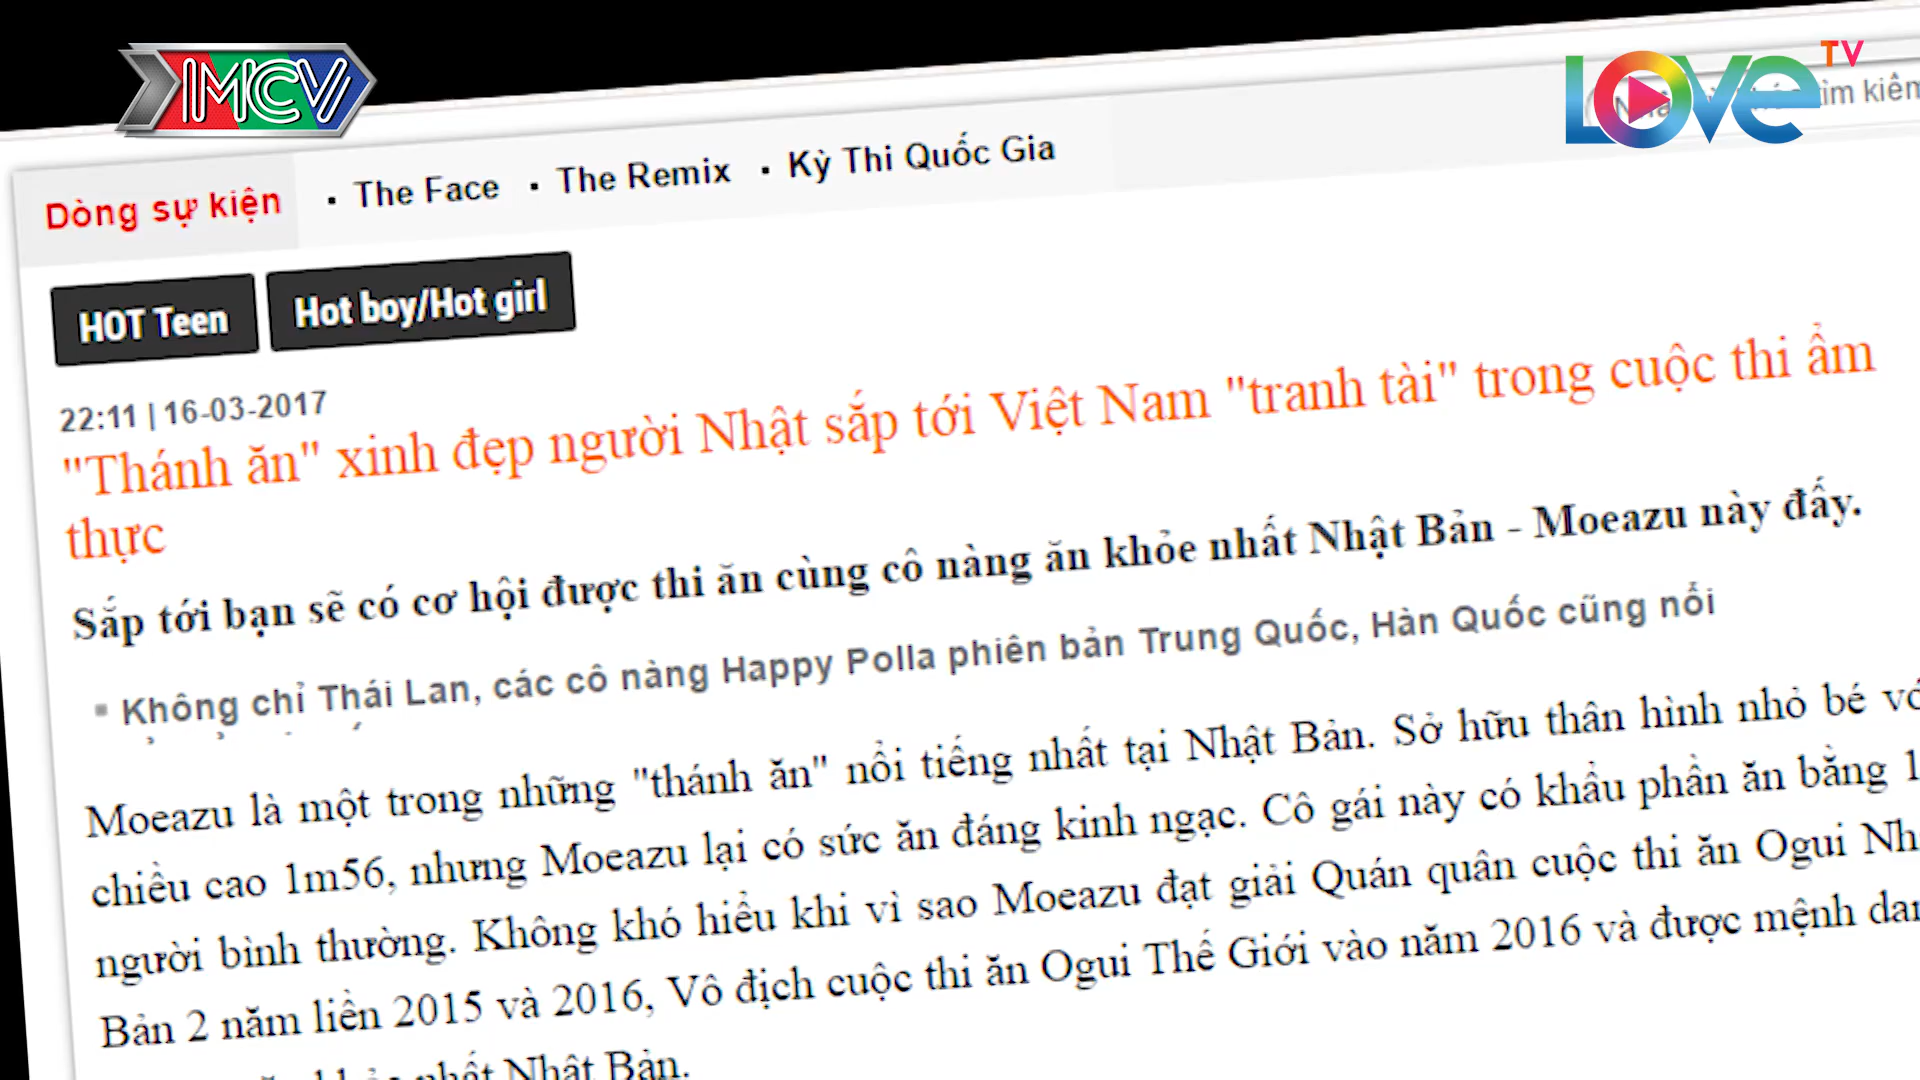 MCV
LOVE TV
tìm kiếm
Dòng sự kiện
▪ The Face ▪ The Remix ▪ Kỳ Thi Quốc Gia
HOT Teen Hot boy/Hot girl
22:11 | 16-03-2017
"Thánh ăn" xinh đẹp người Nhật sắp tới Việt Nam "tranh tài" trong cuộc thi ẩm
thực
Sắp tới bạn sẽ có cơ hội được thi ăn cùng cô nàng ăn khỏe nhất Nhật Bản - Moeazu này đấy.
▪ Không chỉ Thái Lan, các cô nàng Happy Polla phiên bản Trung Quốc, Hàn Quốc cũng nổi
Moeazu là một trong những "thánh ăn" nổi tiếng nhất tại Nhật Bản. Sở hữu thân hình nhỏ bé
chiều cao 1m56, nhưng Moeazu lại có sức ăn đáng kinh ngạc. Cô gái này có khẩu phần ăn bằng
người bình thường. Không khó hiểu khi vì sao Moeazu đạt giải Quán quân cuộc thi ăn Ogui
Bản 2 năm liền 2015 và 2016, Vô địch cuộc thi ăn Ogui Thế Giới vào năm 2016 và được mệnh
nhất Nhật Bản.